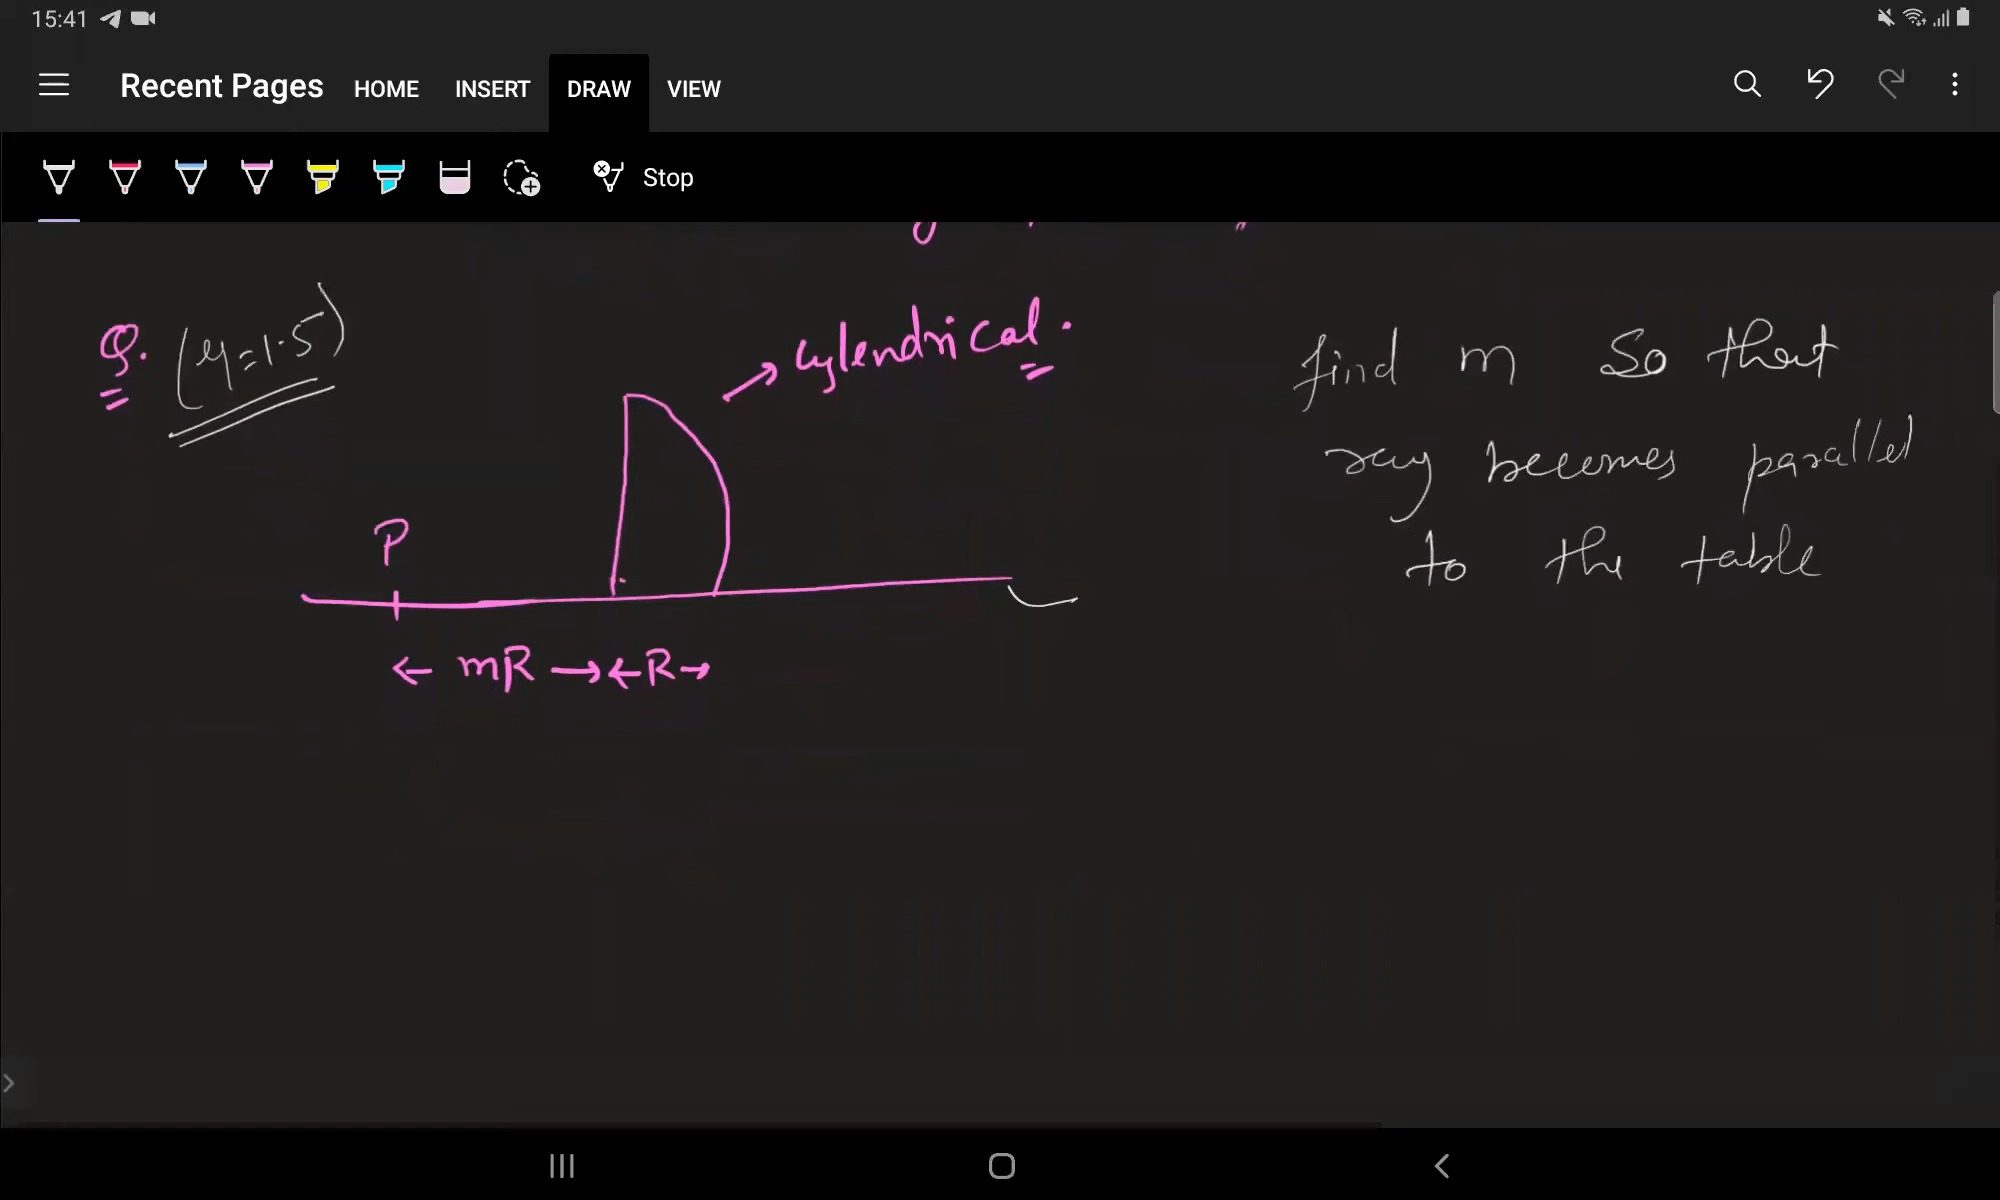 15:41
Recent Pages HOME INSERT DRAW VIEW
Stop
Q. (μ=1.5)
→ cylendrical.
find m so that
ray becomes parallel
to the table
P
← mR →←R→